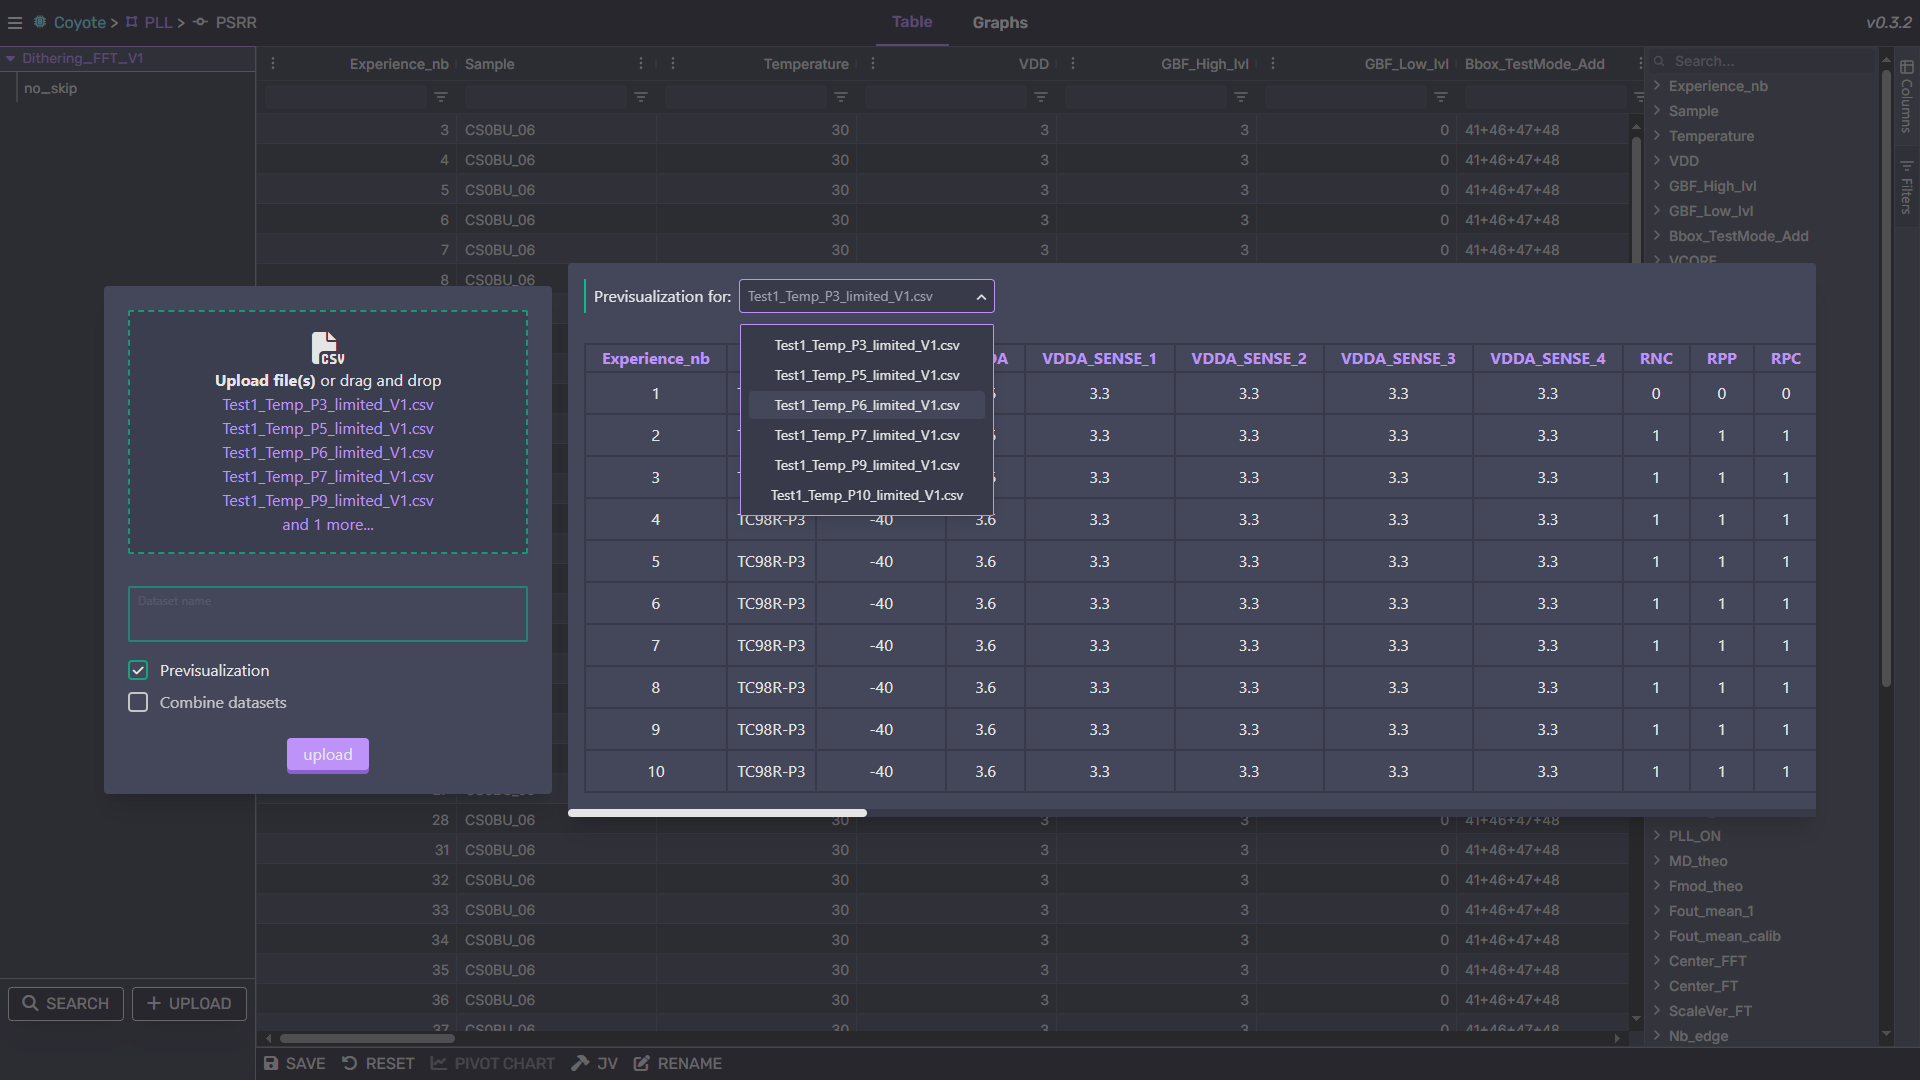 Coyote > PLL > PSRR
Table
Graphs
v0.3.2
Dithering_FFT_V1
no_skip
SEARCH
UPLOAD
Experience_nb Sample Temperature VDD GBF_High_lvl GBF_Low_lvl Bbox_TestMode_Add
3 CS0BU_06 30 3 3 0 41+46+47+48
4 CS0BU_06 30 3 3 0 41+46+47+48
5 CS0BU_06 30 3 3 0 41+46+47+48
6 CS0BU_06 30 3 3 0 41+46+47+48
7 CS0BU_06 30 3 3 0 41+46+47+48
8 CS0BU_06
Upload file(s) or drag and drop
CSV
Test1_Temp_P3_limited_V1.csv
Test1_Temp_P5_limited_V1.csv
Test1_Temp_P6_limited_V1.csv
Test1_Temp_P7_limited_V1.csv
Test1_Temp_P9_limited_V1.csv
and 1 more...
Dataset name
Previsualization
Combine datasets
upload
Previsualization for: Test1_Temp_P3_limited_V1.csv
Test1_Temp_P3_limited_V1.csv
Test1_Temp_P5_limited_V1.csv
Test1_Temp_P6_limited_V1.csv
Test1_Temp_P7_limited_V1.csv
Test1_Temp_P9_limited_V1.csv
Test1_Temp_P10_limited_V1.csv
Experience_nb VDDA_SENSE_1 VDDA_SENSE_2 VDDA_SENSE_3 VDDA_SENSE_4 RNC RPP RPC
1 3.3 3.3 3.3 3.3 0 0 0
2 3.3 3.3 3.3 3.3 1 1 1
3 3.3 3.3 3.3 3.3 1 1 1
4 TC98R-P3 -40 3.6 3.3 3.3 3.3 3.3 1 1 1
5 TC98R-P3 -40 3.6 3.3 3.3 3.3 3.3 1 1 1
6 TC98R-P3 -40 3.6 3.3 3.3 3.3 3.3 1 1 1
7 TC98R-P3 -40 3.6 3.3 3.3 3.3 3.3 1 1 1
8 TC98R-P3 -40 3.6 3.3 3.3 3.3 3.3 1 1 1
9 TC98R-P3 -40 3.6 3.3 3.3 3.3 3.3 1 1 1
10 TC98R-P3 -40 3.6 3.3 3.3 3.3 3.3 1 1 1
28 CS0BU_06 30 3 3 0 41+46+47+48
31 CS0BU_06 30 3 3 0 41+46+47+48
32 CS0BU_06 30 3 3 0 41+46+47+48
33 CS0BU_06 30 3 3 0 41+46+47+48
34 CS0BU_06 30 3 3 0 41+46+47+48
35 CS0BU_06 30 3 3 0 41+46+47+48
36 CS0BU_06 30 3 3 0 41+46+47+48
37 CS0BU_06 30 3 3 0 41+46+47+48
SAVE
RESET
PIVOT CHART
JV
RENAME
Search...
Experience_nb
Sample
Temperature
VDD
GBF_High_lvl
GBF_Low_lvl
Bbox_TestMode_Add
VCORE
PLL_ON
MD_theo
Fmod_theo
Fout_mean_1
Fout_mean_calib
Center_FFT
Center_FT
ScaleVer_FT
Nb_edge
Columns
Filters